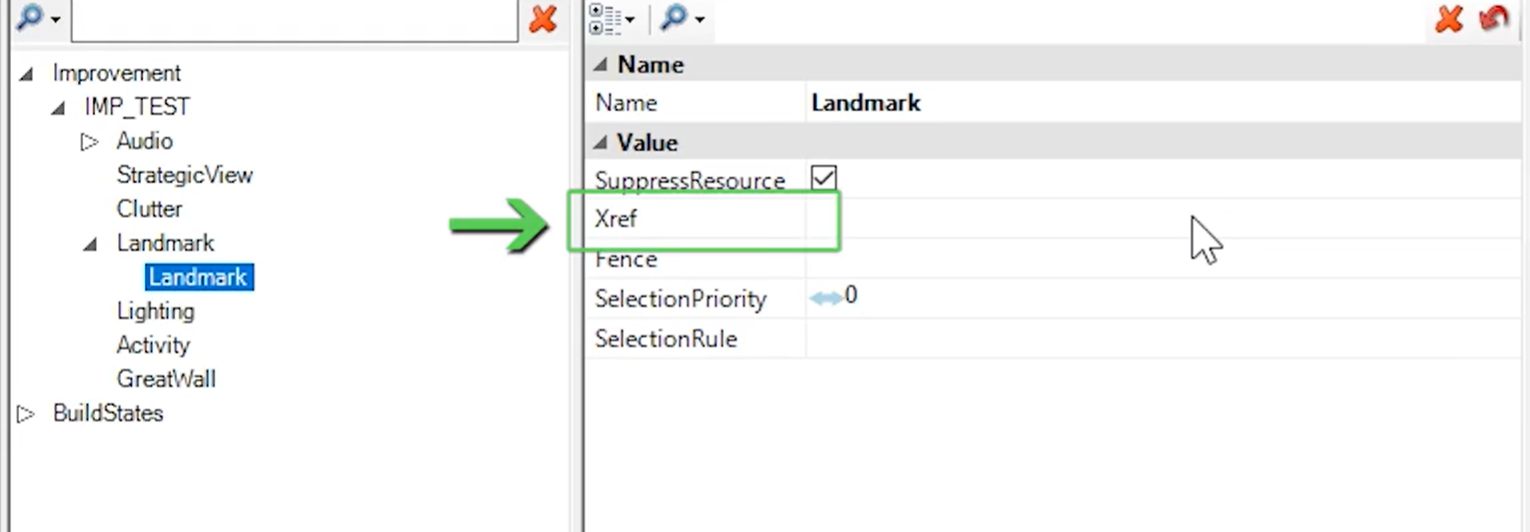 Improvement
IMP_TEST
Audio
StrategicView
Clutter
Landmark
Landmark
Lighting
Activity
GreatWall
BuildStates
Name
Name Landmark
Value
SuppressResource
Xref
Fence
SelectionPriority 0
SelectionRule